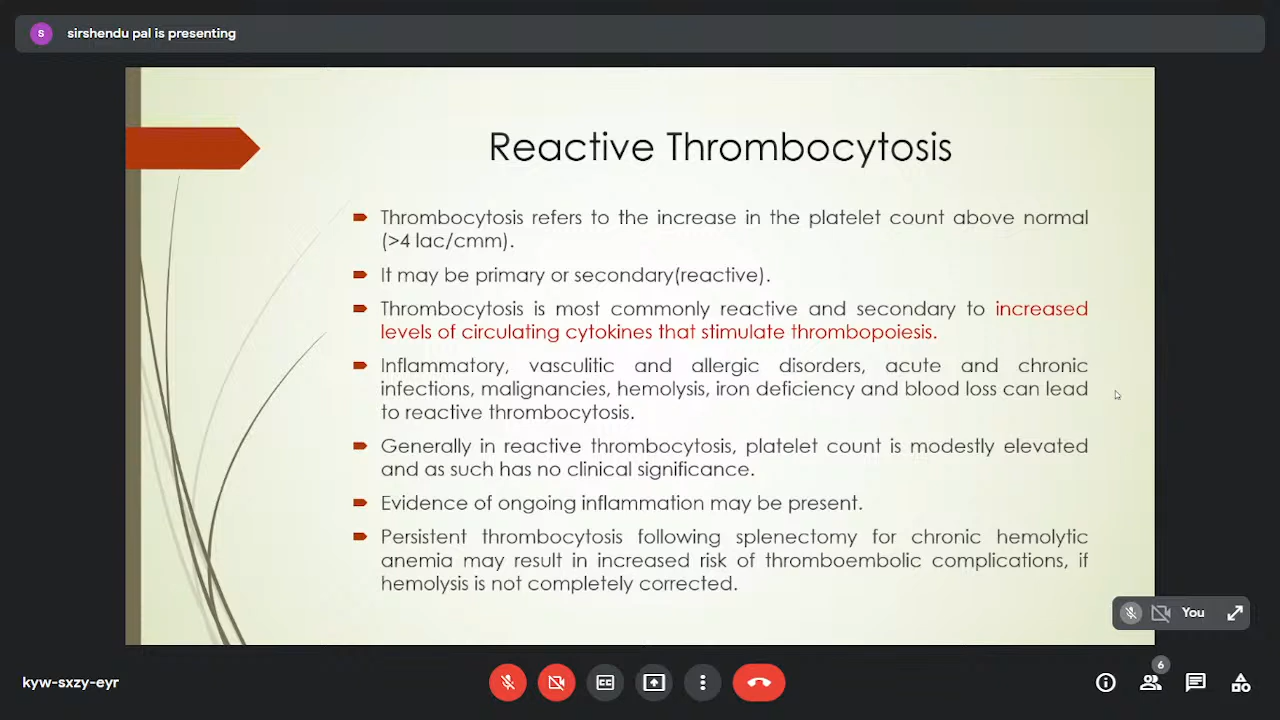 S
sirshendu pal is presenting
Reactive Thrombocytosis
Thrombocytosis refers to the increase in the platelet count above normal
(>4 lac/cmm).
It may be primary or secondary(reactive).
Thrombocytosis is most commonly reactive and secondary to increased
levels of circulating cytokines that stimulate thrombopoiesis.
Inflammatory, vasculitic and allergic disorders, acute and chronic
infections, malignancies, hemolysis, iron deficiency and blood loss can lead
to reactive thrombocytosis.
Generally in reactive thrombocytosis, platelet count is modestly elevated
and as such has no clinical significance.
Evidence of ongoing inflammation may be present.
Persistent thrombocytosis following splenectomy for chronic hemolytic
anemia may result in increased risk of thromboembolic complications, if
hemolysis is not completely corrected.
You
kyw-sxzy-eyr
CC
6